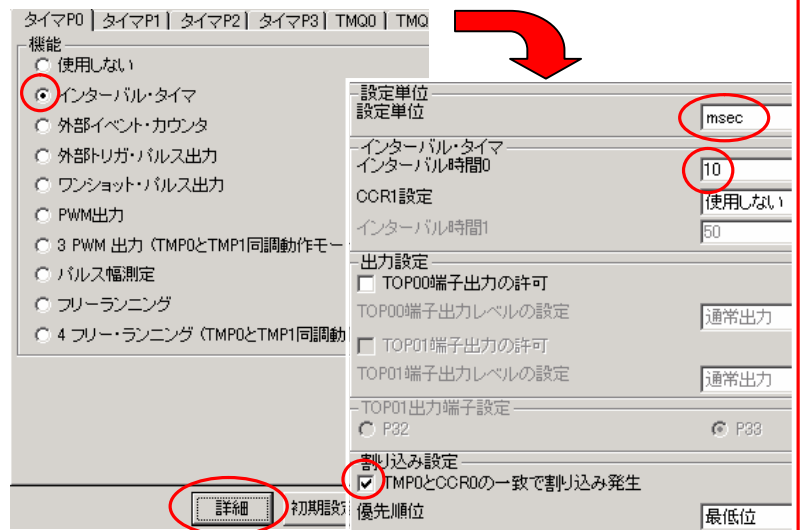 タイマP0 タイマP1 タイマP2 タイマP3 TMQ0 TMQ
機能
使用しない
インターバル・タイマ
外部イベント・カウンタ
外部トリガ・パルス出力
ワンショット・パルス出力
PWM出力
3 PWM 出力 (TMP0とTMP1同調動作モー
パルス幅測定
フリーランニング
4 フリー・ランニング (TMP0とTMP1同調動
詳細 初期設定
設定単位
設定単位 msec
インターバル・タイマ
インターバル時間0 10
CCR1設定 使用しない
インターバル時間1 50
出力設定
TOP00端子出力の許可
TOP00端子出力レベルの設定 通常出力
TOP01端子出力の許可
TOP01端子出力レベルの設定 通常出力
TOP01出力端子設定
P32 P33
割り込み設定
TMP0とCCR0の一致で割り込み発生
優先順位 最低位